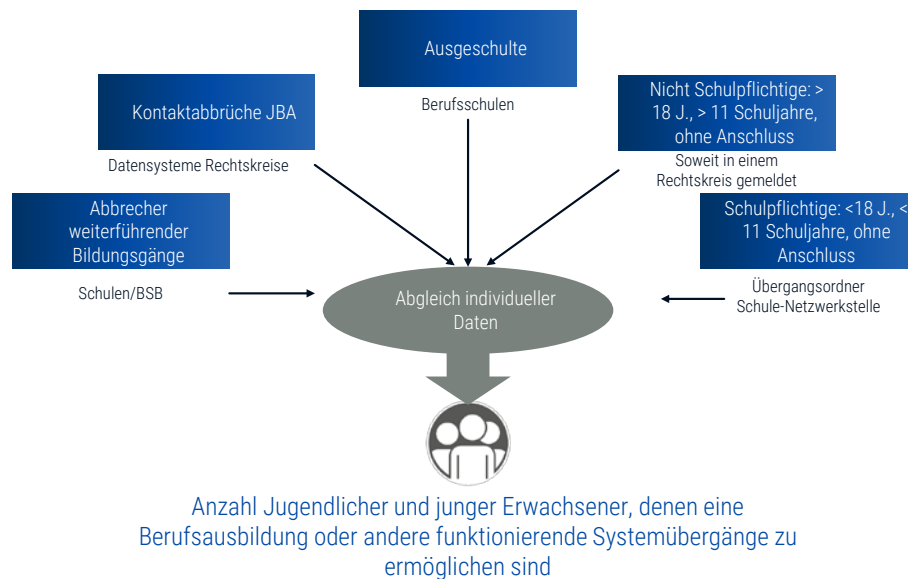 Ausgeschulte
Berufsschulen
Kontaktabbrüche JBA
Datensysteme Rechtskreise
Nicht Schulpflichtige: >
18 J., > 11 Schuljahre,
ohne Anschluss
Soweit in einem
Rechtskreis gemeldet
Abbrecher
weiterführender
Bildungsgänge
Schulen/BSB
Schulpflichtige: <18 J., <
11 Schuljahre, ohne
Anschluss
Übergangsordner
Schule-Netzwerkstelle
Abgleich individueller
Daten
Anzahl Jugendlicher und junger Erwachsener, denen eine
Berufsausbildung oder andere funktionierende Systemübergänge zu
ermöglichen sind